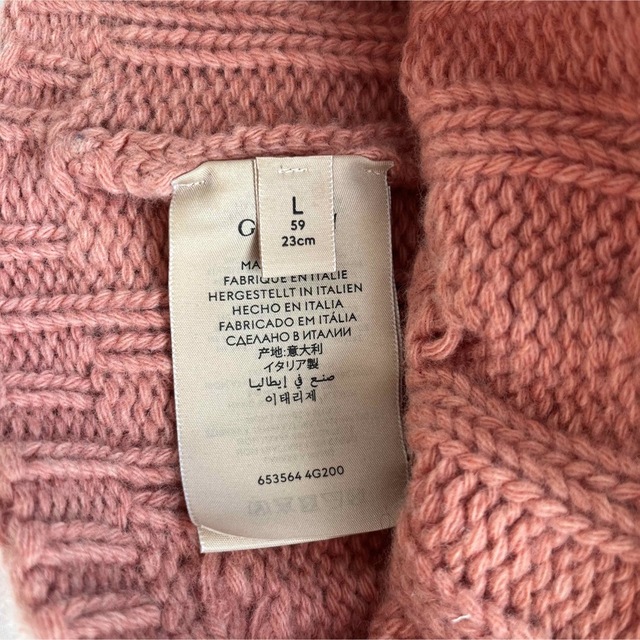 L
59
23cm
G
MA
FABRIQUE EN ITALIE
HERGESTELLT IN ITALIEN
HECHO EN ITALIA
FABRICADO EM ITÁLIA
СДЕЛАНО В ИТАЛИИ
产地:意大利
イタリア製
صنع في إيطاليا
이태리제
653564 4G200